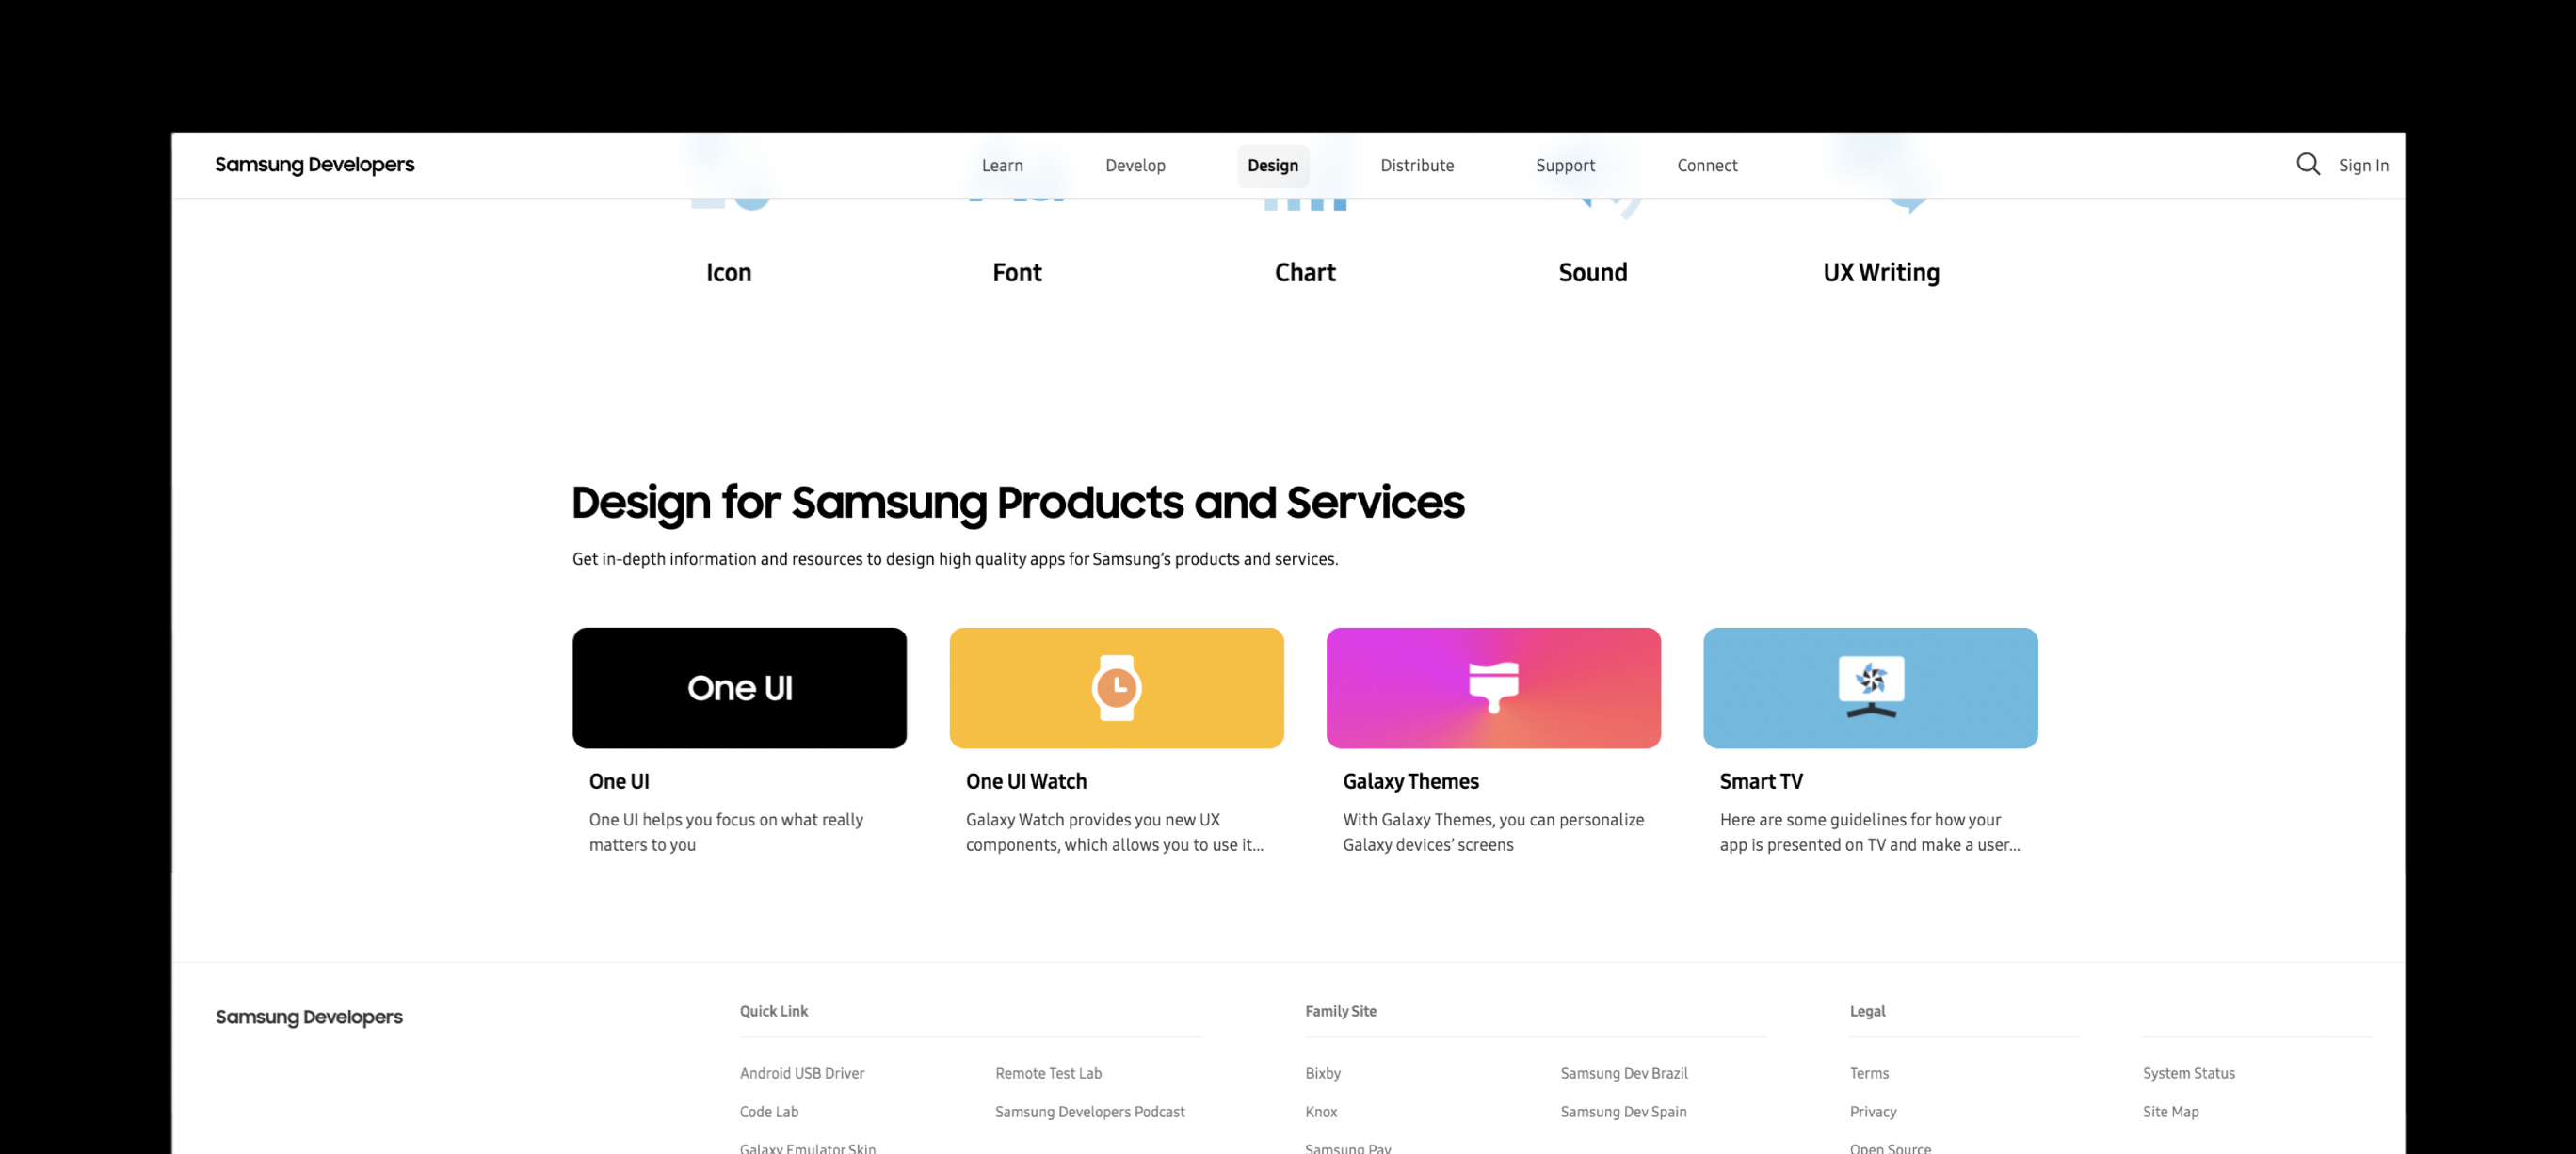 Samsung Developers
Learn
Develop
Design
Distribute
Support
Connect
Sign In
Icon
Font
Chart
Sound
UX Writing
Design for Samsung Products and Services
Get in-depth information and resources to design high quality apps for Samsung's products and services.
One UI
One UI
One UI helps you focus on what really
matters to you
One UI Watch
Galaxy Watch provides you new UX
components, which allows you to use it...
Galaxy Themes
With Galaxy Themes, you can personalize
Galaxy devices' screens
Smart TV
Here are some guidelines for how your
app is presented on TV and make a user...
Samsung Developers
Quick Link
Android USB Driver
Code Lab
Galaxy Emulator Skin
Remote Test Lab
Samsung Developers Podcast
Family Site
Bixby
Knox
Samsung Pay
Samsung Dev Brazil
Samsung Dev Spain
Legal
Terms
Privacy
Open Source
System Status
Site Map